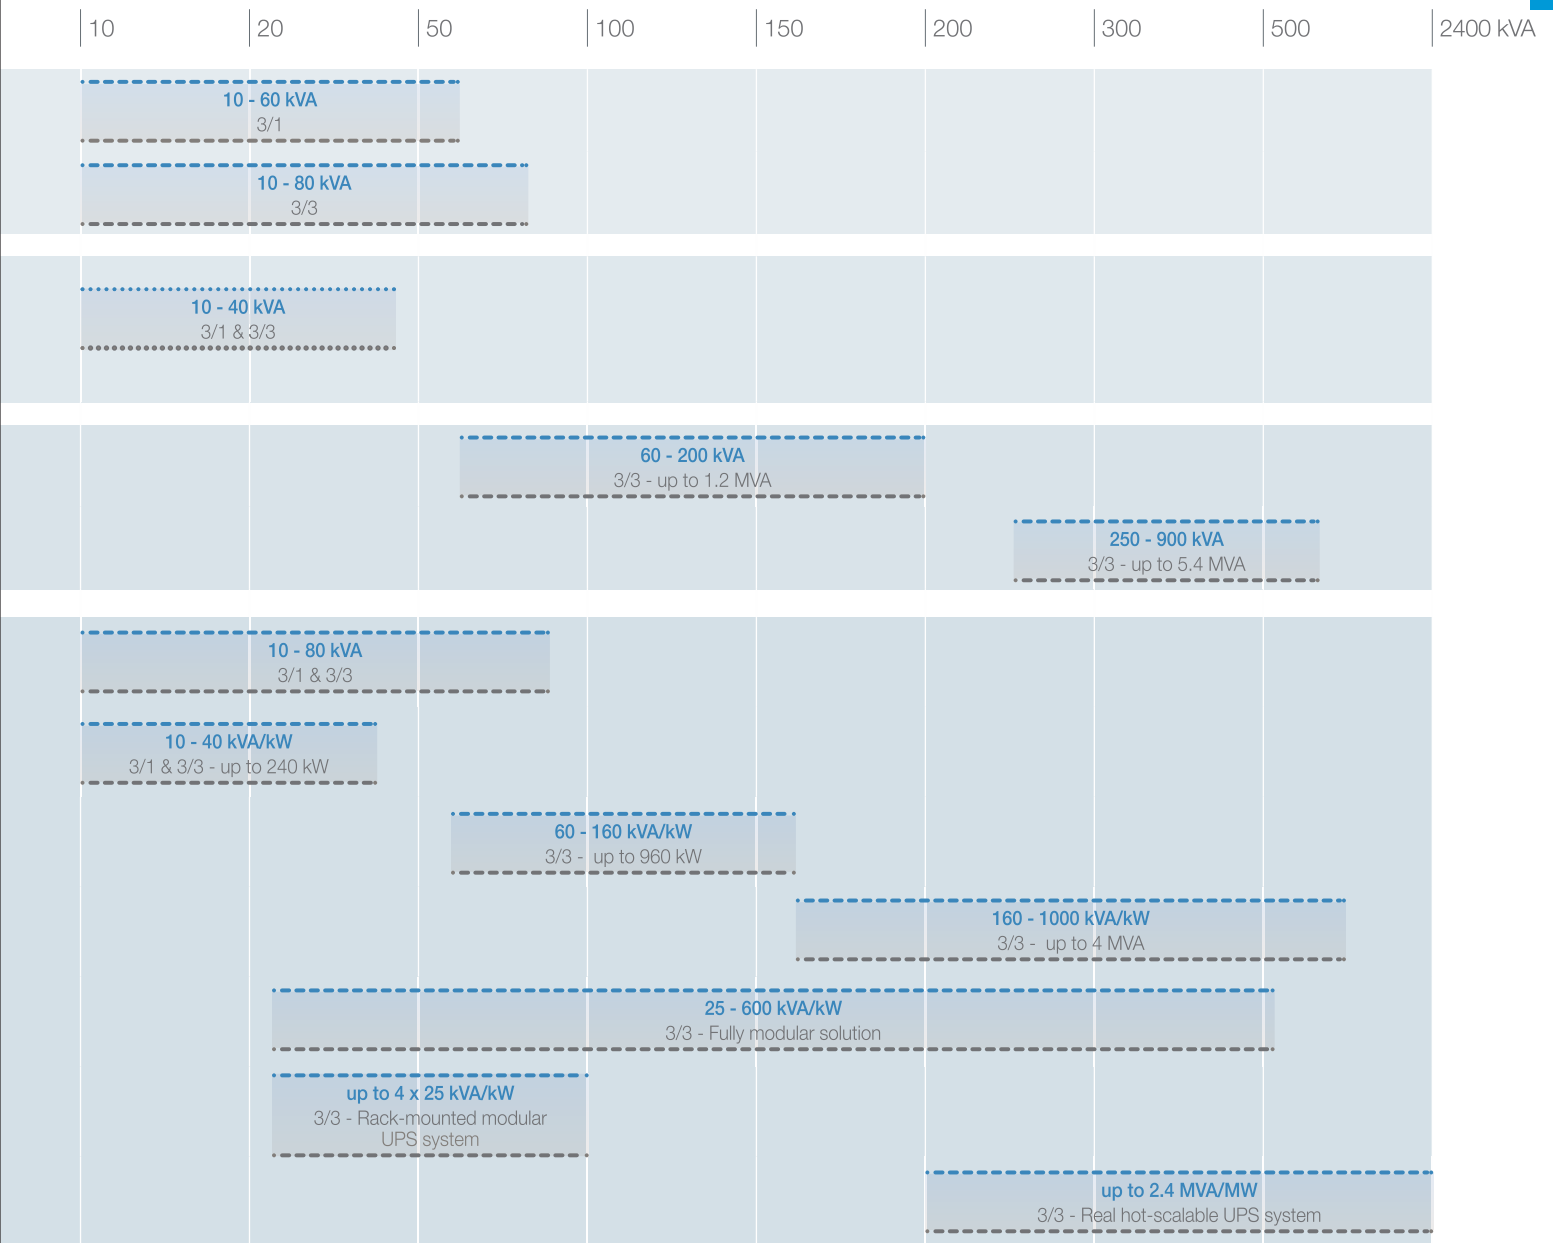 10 20 50 100 150 200 300 500 2400 kVA
10 - 60 kVA
3/1
10 - 80 kVA
3/3
10 - 40 kVA
3/1 & 3/3
60 - 200 kVA
3/3 - up to 1.2 MVA
250 - 900 kVA
3/3 - up to 5.4 MVA
10 - 80 kVA
3/1 & 3/3
10 - 40 kVA/kW
3/1 & 3/3 - up to 240 kW
60 - 160 kVA/kW
3/3 - up to 960 kW
160 - 1000 kVA/kW
3/3 - up to 4 MVA
25 - 600 kVA/kW
3/3 - Fully modular solution
up to 4 x 25 kVA/kW
3/3 - Rack-mounted modular
UPS system
up to 2.4 MVA/MW
3/3 - Real hot-scalable UPS system